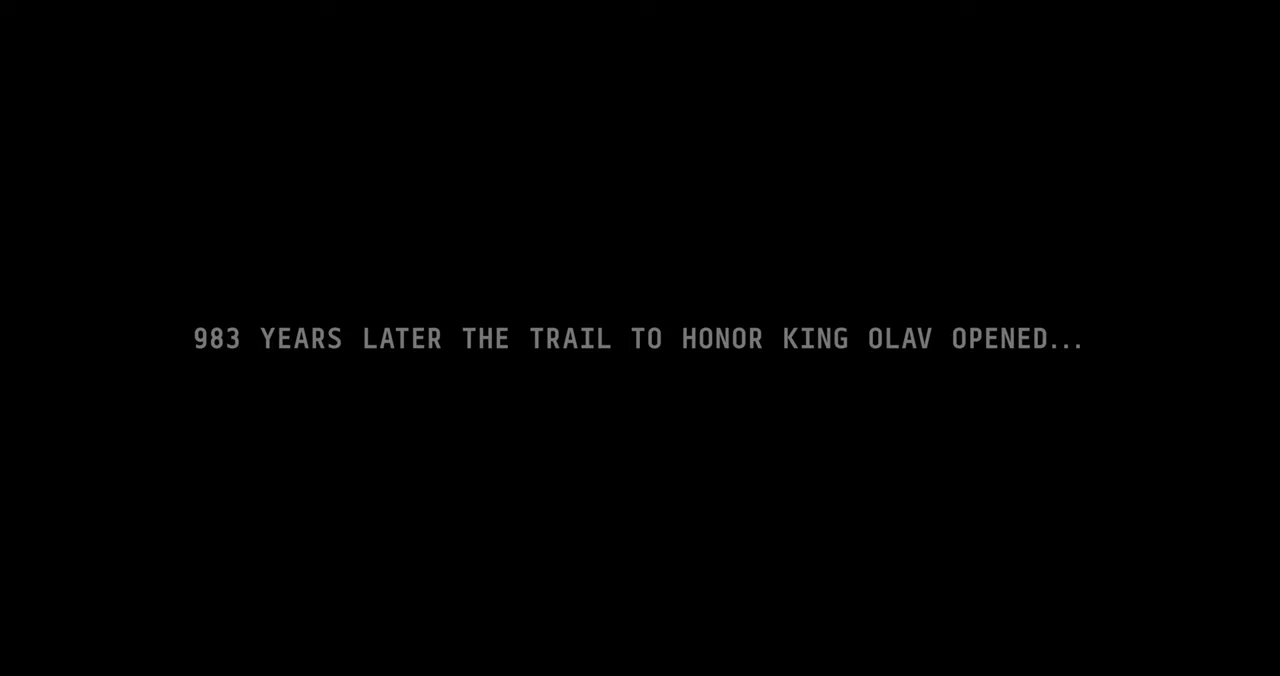 983 YEARS LATER THE TRAIL TO HONOR KING OLAV OPENED...